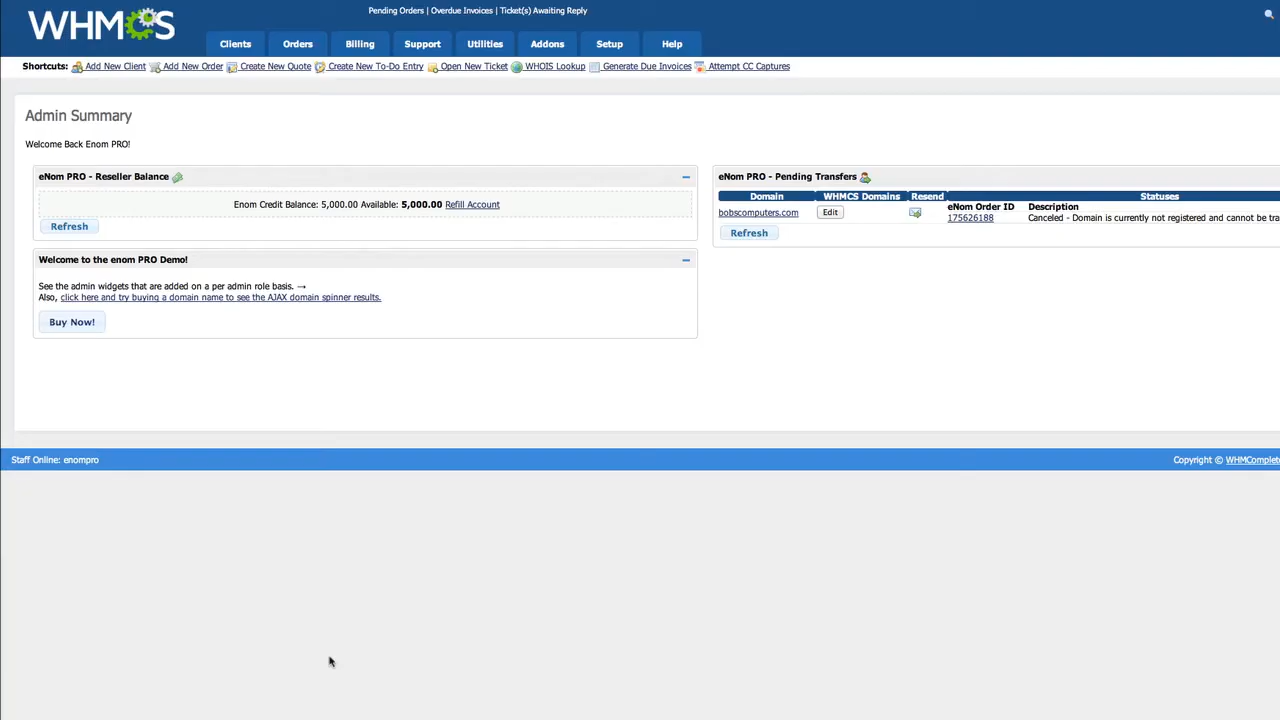 WHMCS
Pending Orders | Overdue Invoices | Ticket(s) Awaiting Reply
Clients Orders Billing Support Utilities Addons Setup Help
Shortcuts: Add New Client Add New Order Create New Quote Create New To-Do Entry Open New Ticket WHOIS Lookup Generate Due Invoices Attempt CC Captures
Admin Summary
Welcome Back Enom PRO!
eNom PRO - Reseller Balance
Enom Credit Balance: 5,000.00 Available: 5,000.00 Refill Account
Refresh
Welcome to the enom PRO Demo!
See the admin widgets that are added on a per admin role basis. →
Also, click here and try buying a domain name to see the AJAX domain spinner results.
Buy Now!
eNom PRO - Pending Transfers
Domain WHMCS Domains Resend Statuses
eNom Order ID Description
bobscomputers.com Edit 175626188 Canceled - Domain is currently not registered and cannot be tra
Refresh
Staff Online: enompro
Copyright © WHMComplet